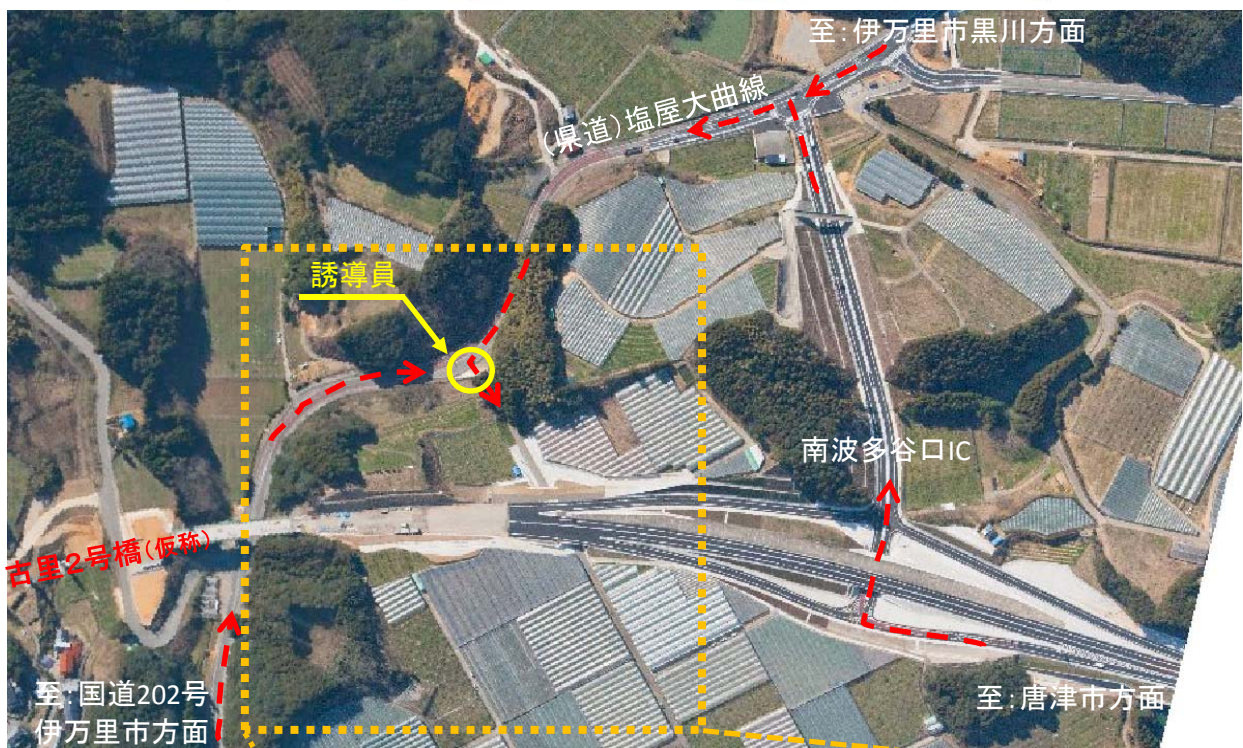 至:伊万里市黒川方面
(県道)塩屋大曲線
誘導員
南波多谷口IC
古里2号橋(仮称)
至:国道202号
伊万里市方面
至:唐津市方面